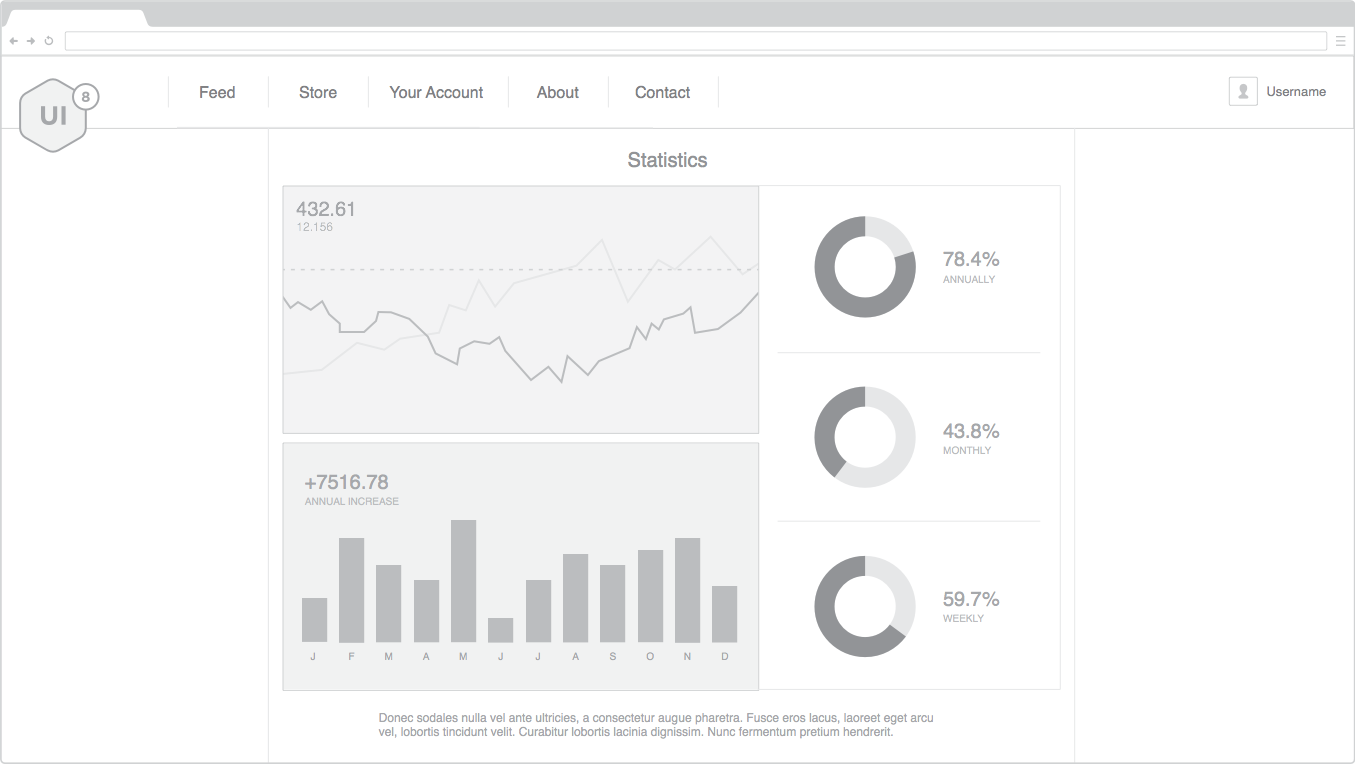 UI
8
Feed
Store
Your Account
About
Contact
Username
Statistics
432.61
12.156
78.4%
ANNUALLY
43.8%
MONTHLY
+7516.78
ANNUAL INCREASE
59.7%
WEEKLY
J F M A M J J A S O N D
Donec sodales nulla vel ante ultricies, a consectetur augue pharetra. Fusce eros lacus, laoreet eget arcu
vel, lobortis tincidunt velit. Curabitur lobortis lacinia dignissim. Nunc fermentum pretium hendrerit.